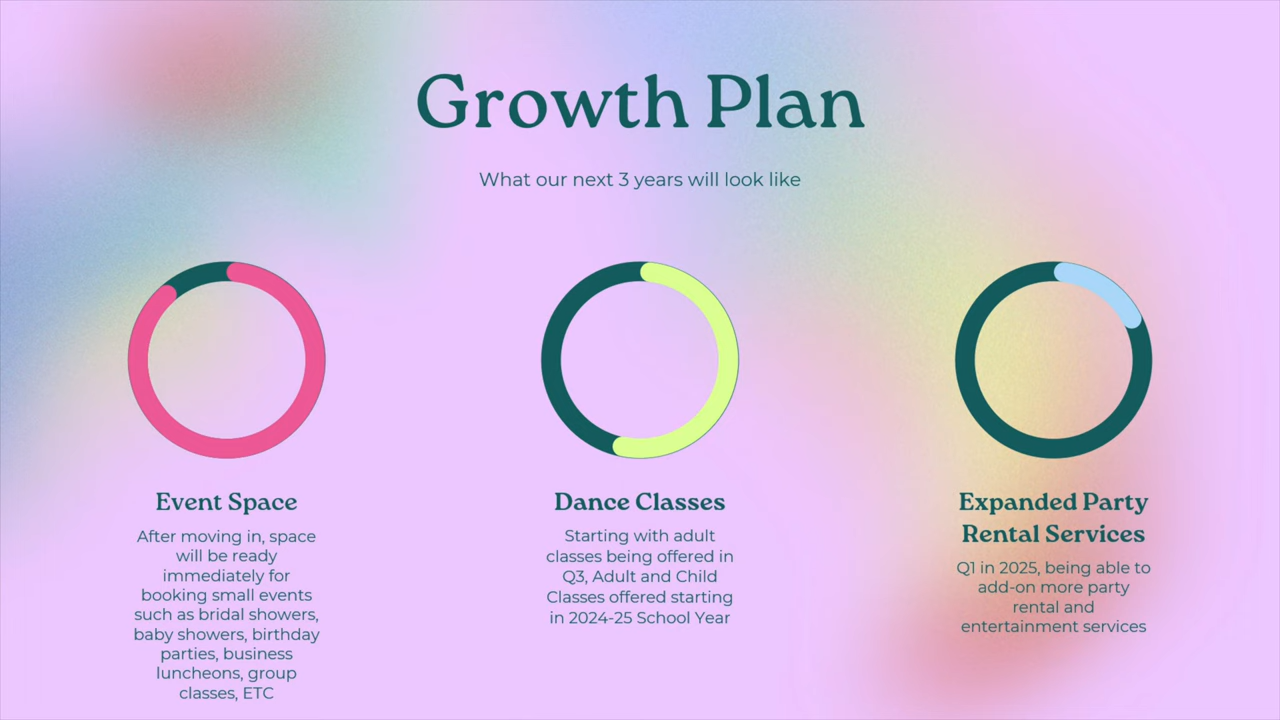 Growth Plan
What our next 3 years will look like
Event Space
After moving in, space
will be ready
immediately for
booking small events
such as bridal showers,
baby showers, birthday
parties, business
luncheons, group
classes, ETC
Dance Classes
Starting with adult
classes being offered in
Q3, Adult and Child
Classes offered starting
in 2024-25 School Year
Expanded Party
Rental Services
Q1 in 2025, being able to
add-on more party
rental and
entertainment services